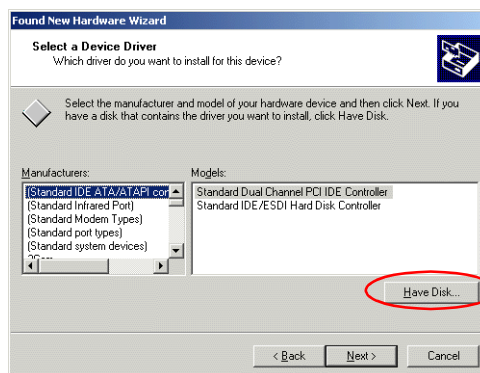 Found New Hardware Wizard
Select a Device Driver
Which driver do you want to install for this device?
Select the manufacturer and model of your hardware device and then click Next. If you
have a disk that contains the driver you want to install, click Have Disk.
Manufacturers:
(Standard IDE ATA/ATAPI cor
(Standard Infrared Port)
(Standard Modem Types)
(Standard port types)
(Standard system devices)
Models:
Standard Dual Channel PCI IDE Controller
Standard IDE/ESDI Hard Disk Controller
Have Disk...
< Back
Next >
Cancel